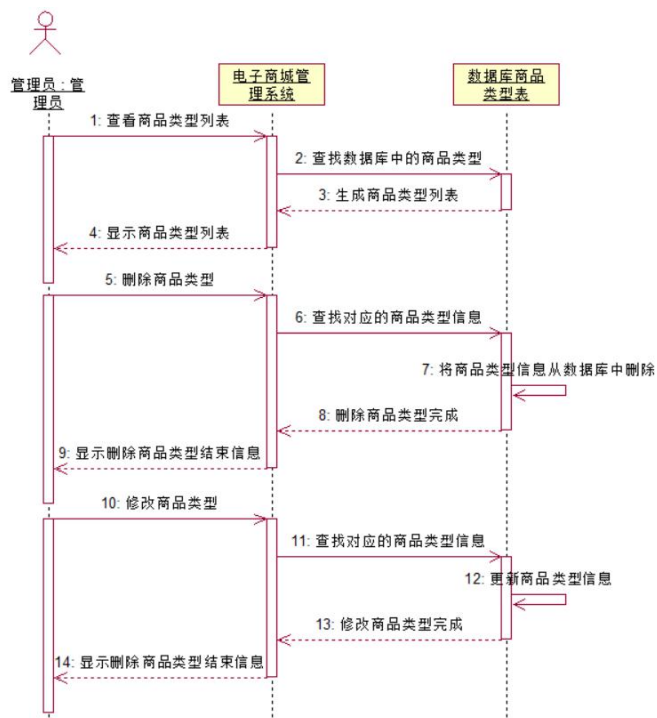 管理员 : 管
理员
电子商城管
理系统
数据库商品
类型表
1: 查看商品类型列表
2: 查找数据库中的商品类型
3: 生成商品类型列表
4: 显示商品类型列表
5: 删除商品类型
6: 查找对应的商品类型信息
7: 将商品类型信息从数据库中删除
8: 删除商品类型完成
9: 显示删除商品类型结束信息
10: 修改商品类型
11: 查找对应的商品类型信息
12: 更新商品类型信息
13: 修改商品类型完成
14: 显示删除商品类型结束信息